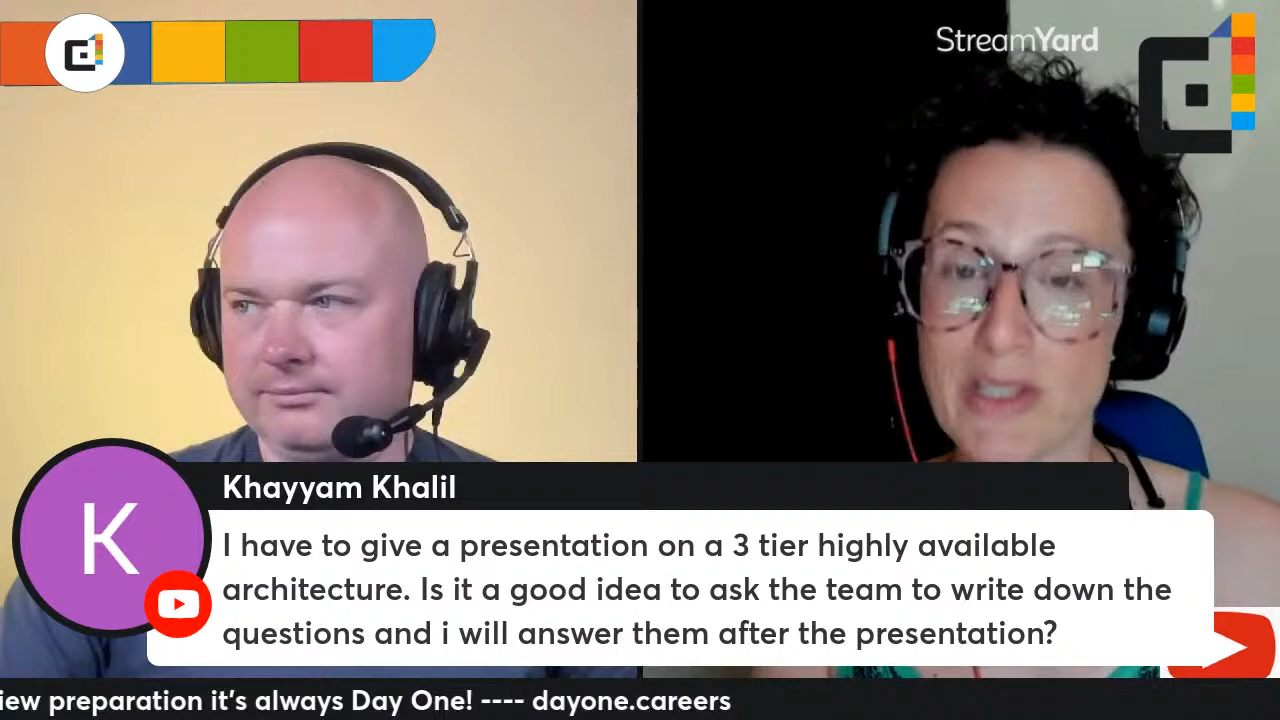 StreamYard
Khayyam Khalil
K
I have to give a presentation on a 3 tier highly available
architecture. Is it a good idea to ask the team to write down the
questions and i will answer them after the presentation?
iew preparation it's always Day One! ---- dayone.careers